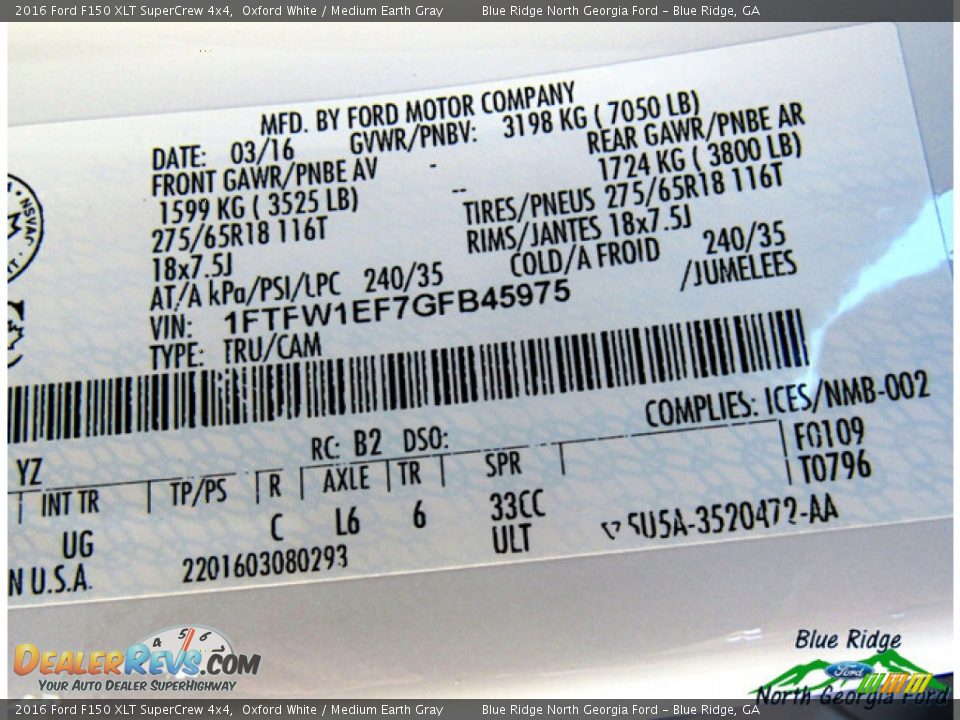 2016 Ford F150 XLT SuperCrew 4x4, Oxford White / Medium Earth Gray Blue Ridge North Georgia Ford – Blue Ridge, GA
MFD. BY FORD MOTOR COMPANY
DATE: 03/16 GVWR/PNBV: 3198 KG ( 7050 LB)
FRONT GAWR/PNBE AV - REAR GAWR/PNBE AR
1599 KG ( 3525 LB) -- 1724 KG ( 3800 LB)
275/65R18 116T TIRES/PNEUS 275/65R18 116T
18x7.5J RIMS/JANTES 18x7.5J
AT/A kPa/PSI/LPC 240/35 COLD/A FROID 240/35
VIN: 1FTFW1EF7GFB45975 /JUMELEES
TYPE: TRU/CAM
COMPLIES: ICES/NMB-002
RC: B2 DSO: F0109
YZ T0796
INT TR TP/PS R AXLE TR SPR
UG C L6 6 33CC
ULT 5U5A-3520472-AA
N U.S.A. 2201603080293
NSVAC
4 5 6 7
DEALERREVS.COM
YOUR AUTO DEALER SUPERHIGHWAY
Blue Ridge
Ford
North Georgia Ford
2016 Ford F150 XLT SuperCrew 4x4, Oxford White / Medium Earth Gray Blue Ridge North Georgia Ford – Blue Ridge, GA